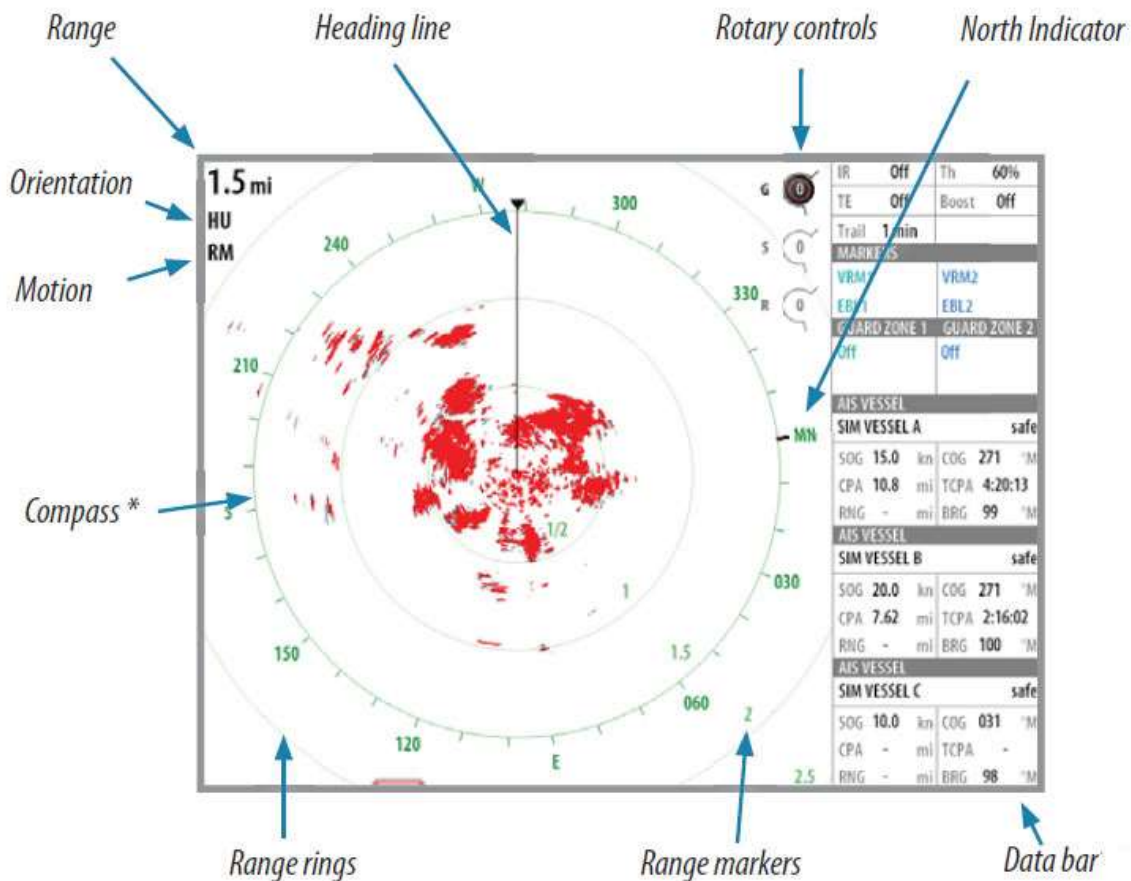 Range
Heading line
Rotary controls
North Indicator
Orientation
Motion
Compass *
1.5 mi
HU
RM
W
300
240
330
210
MN
S
1/2
030
1
150
1.5
060
2
120
E
2.5
G 0
S 0
R 0
IR Off Th 60%
TE Off Boost Off
Trail 1 min
MARKERS
VRM1 VRM2
EBL1 EBL2
GUARD ZONE 1 GUARD ZONE 2
Off Off
AIS VESSEL
SIM VESSEL A safe
SOG 15.0 kn COG 271 °M
CPA 10.8 mi TCPA 4:20:13
RNG - mi BRG 99 °M
AIS VESSEL
SIM VESSEL B safe
SOG 20.0 kn COG 271 °M
CPA 7.62 mi TCPA 2:16:02
RNG - mi BRG 100 °M
AIS VESSEL
SIM VESSEL C safe
SOG 10.0 kn COG 031 °M
CPA - mi TCPA -
RNG - mi BRG 98 °M
Range rings
Range markers
Data bar